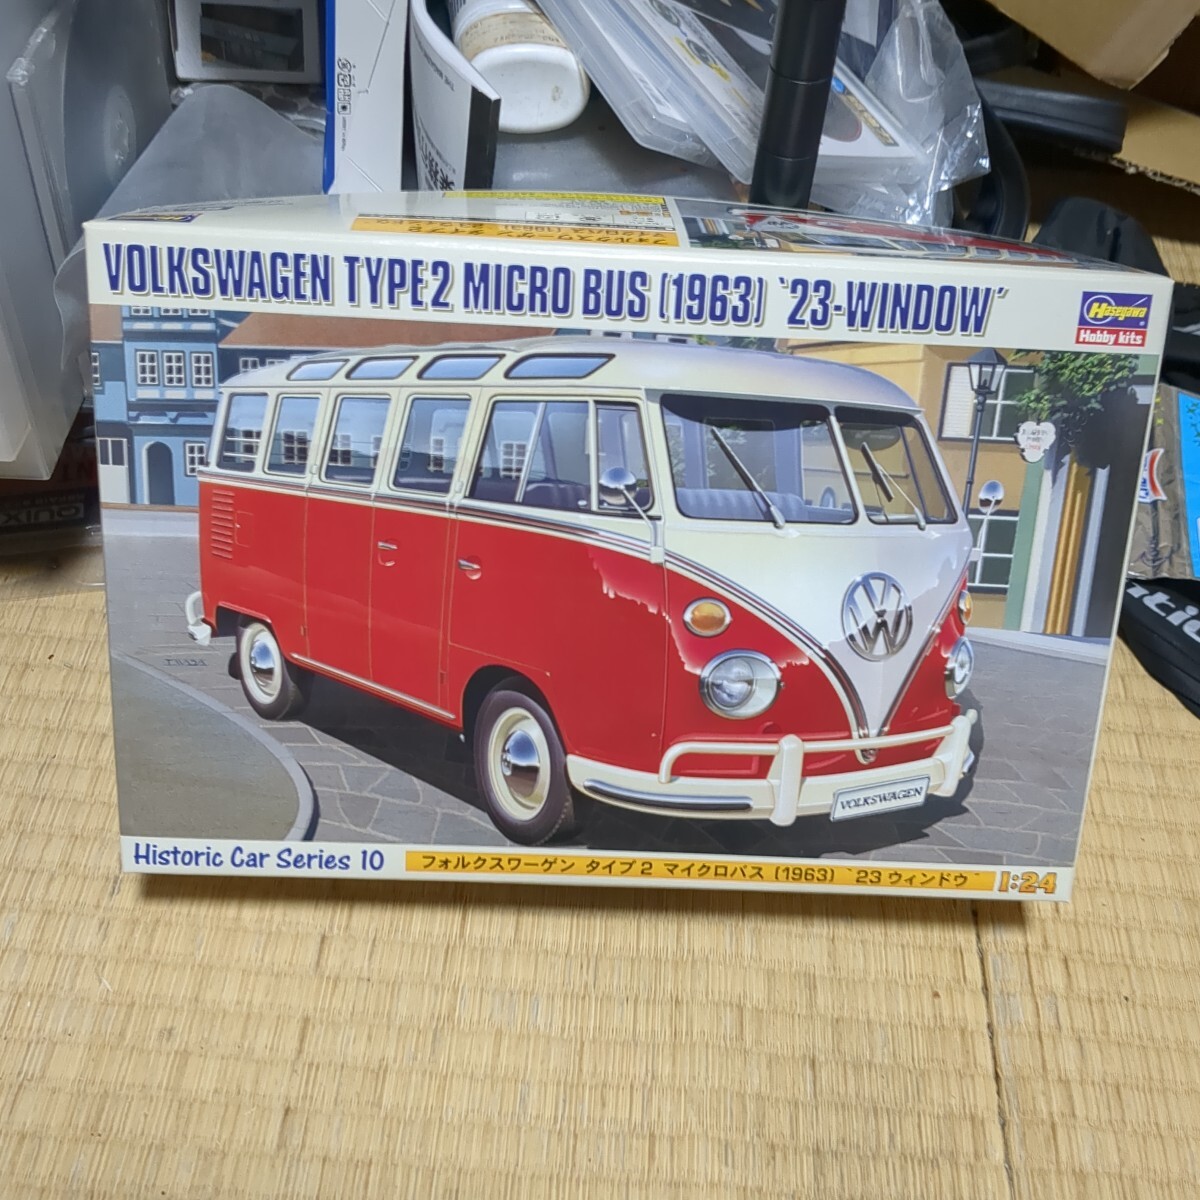 VOLKSWAGEN TYPE2 MICRO BUS (1963) `23-WINDOW´
Hasegawa
Hobby kits
VOLKSWAGEN
Historic Car Series 10
フォルクスワーゲン タイプ2 マイクロバス (1963) `23 ウィンドウ´
1:24
QUIX